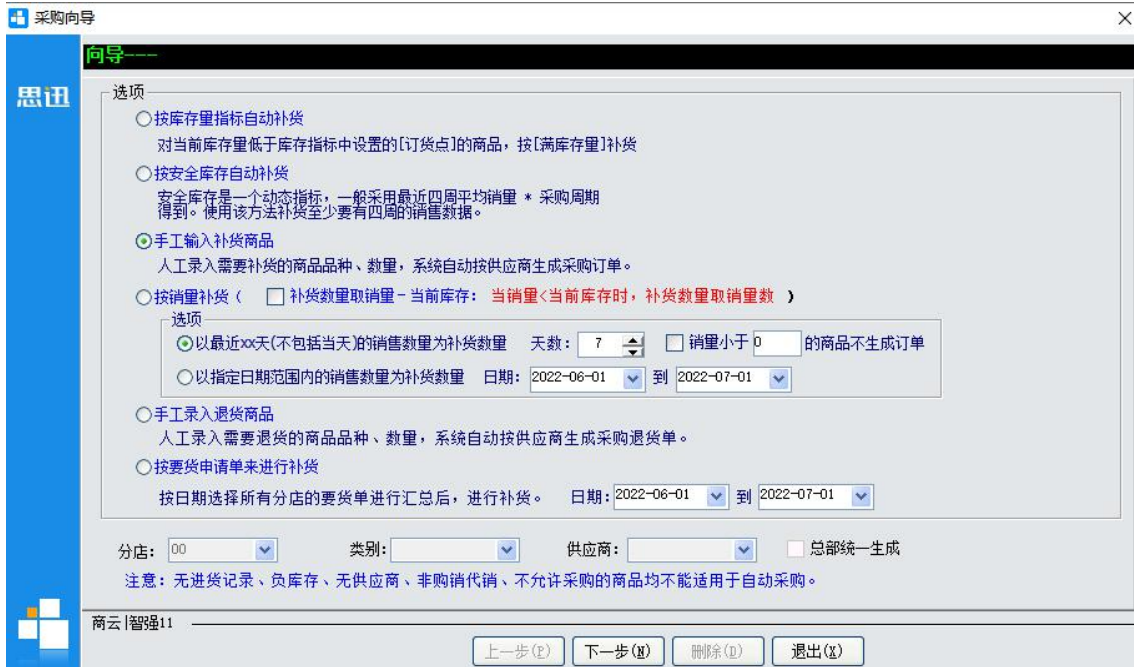 采购向导
向导---
思迅
选项
按库存量指标自动补货
对当前库存量低于库存指标中设置的[订货点]的商品，按[满库存量]补货
按安全库存自动补货
安全库存是一个动态指标，一般采用最近四周平均销量 * 采购周期
得到。使用该方法补货至少要有四周的销售数据。
手工输入补货商品
人工录入需要补货的商品品种、数量，系统自动按供应商生成采购订单。
按销量补货（ 补货数量取销量-当前库存：当销量<当前库存时，补货数量取销量数 ）
选项
以最近xx天(不包括当天)的销售数量为补货数量 天数： 7 销量小于 0 的商品不生成订单
以指定日期范围内的销售数量为补货数量 日期：2022-06-01 到 2022-07-01
手工录入退货商品
人工录入需要退货的商品品种、数量，系统自动按供应商生成采购退货单。
按要货申请单来进行补货
按日期选择所有分店的要货单进行汇总后，进行补货。 日期：2022-06-01 到 2022-07-01
分店： 00 类别： 供应商： 总部统一生成
注意：无进货记录、负库存、无供应商、非购销代销、不允许采购的商品均不能适用于自动采购。
商云|智强11
上一步(P) 下一步(N) 删除(D) 退出(X)